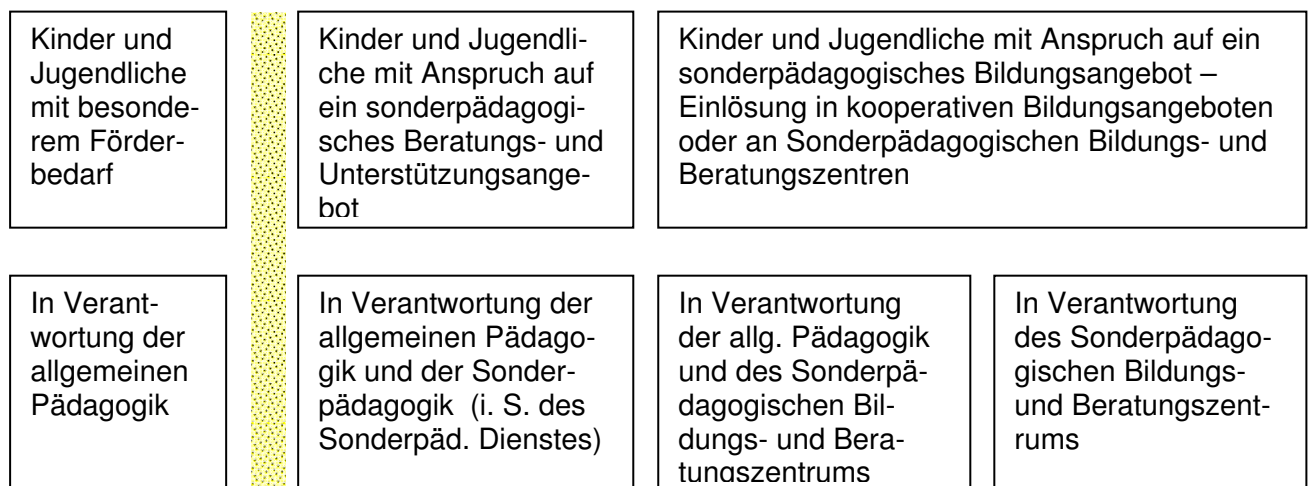 Kinder und
Jugendliche
mit besonde-
rem Förder-
bedarf
Kinder und Jugendli-
che mit Anspruch auf
ein sonderpädagogi-
sches Beratungs- und
Unterstützungsange-
bot
Kinder und Jugendliche mit Anspruch auf ein
sonderpädagogisches Bildungsangebot –
Einlösung in kooperativen Bildungsangeboten
oder an Sonderpädagogischen Bildungs- und
Beratungszentren
In Verant-
wortung der
allgemeinen
Pädagogik
In Verantwortung der
allgemeinen Pädago-
gik und der Sonder-
pädagogik  (i. S. des
Sonderpäd. Dienstes)
In Verantwortung
der allg. Pädagogik
und des Sonderpä-
dagogischen Bil-
dungs- und Bera-
tungszentrums
In Verantwortung
des Sonderpädago-
gischen Bildungs-
und Beratungszent-
rums